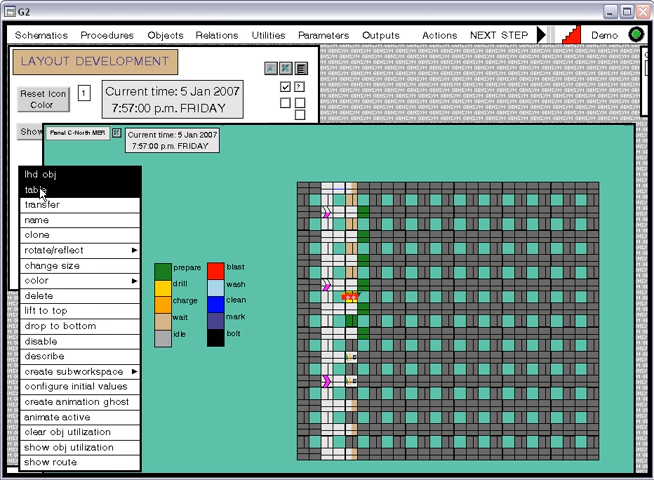 G2
Schematics Procedures Objects Relations Utilities Parameters Outputs Actions NEXT STEP Demo
LAYOUT DEVELOPMENT
Reset Icon
Color
1
Current time: 5 Jan 2007
7:57:00 p.m. FRIDAY
?
Show
Panel C-North MER
Current time: 5 Jan 2007
7:57:00 p.m. FRIDAY
lhd obj
table
transfer
name
clone
rotate/reflect
change size
color
delete
lift to top
drop to bottom
disable
describe
create subworkspace
configure initial values
create animation ghost
animate active
clear obj utilization
show obj utilization
show route
prepare blast
drill wash
charge clean
wait mark
idle bolt